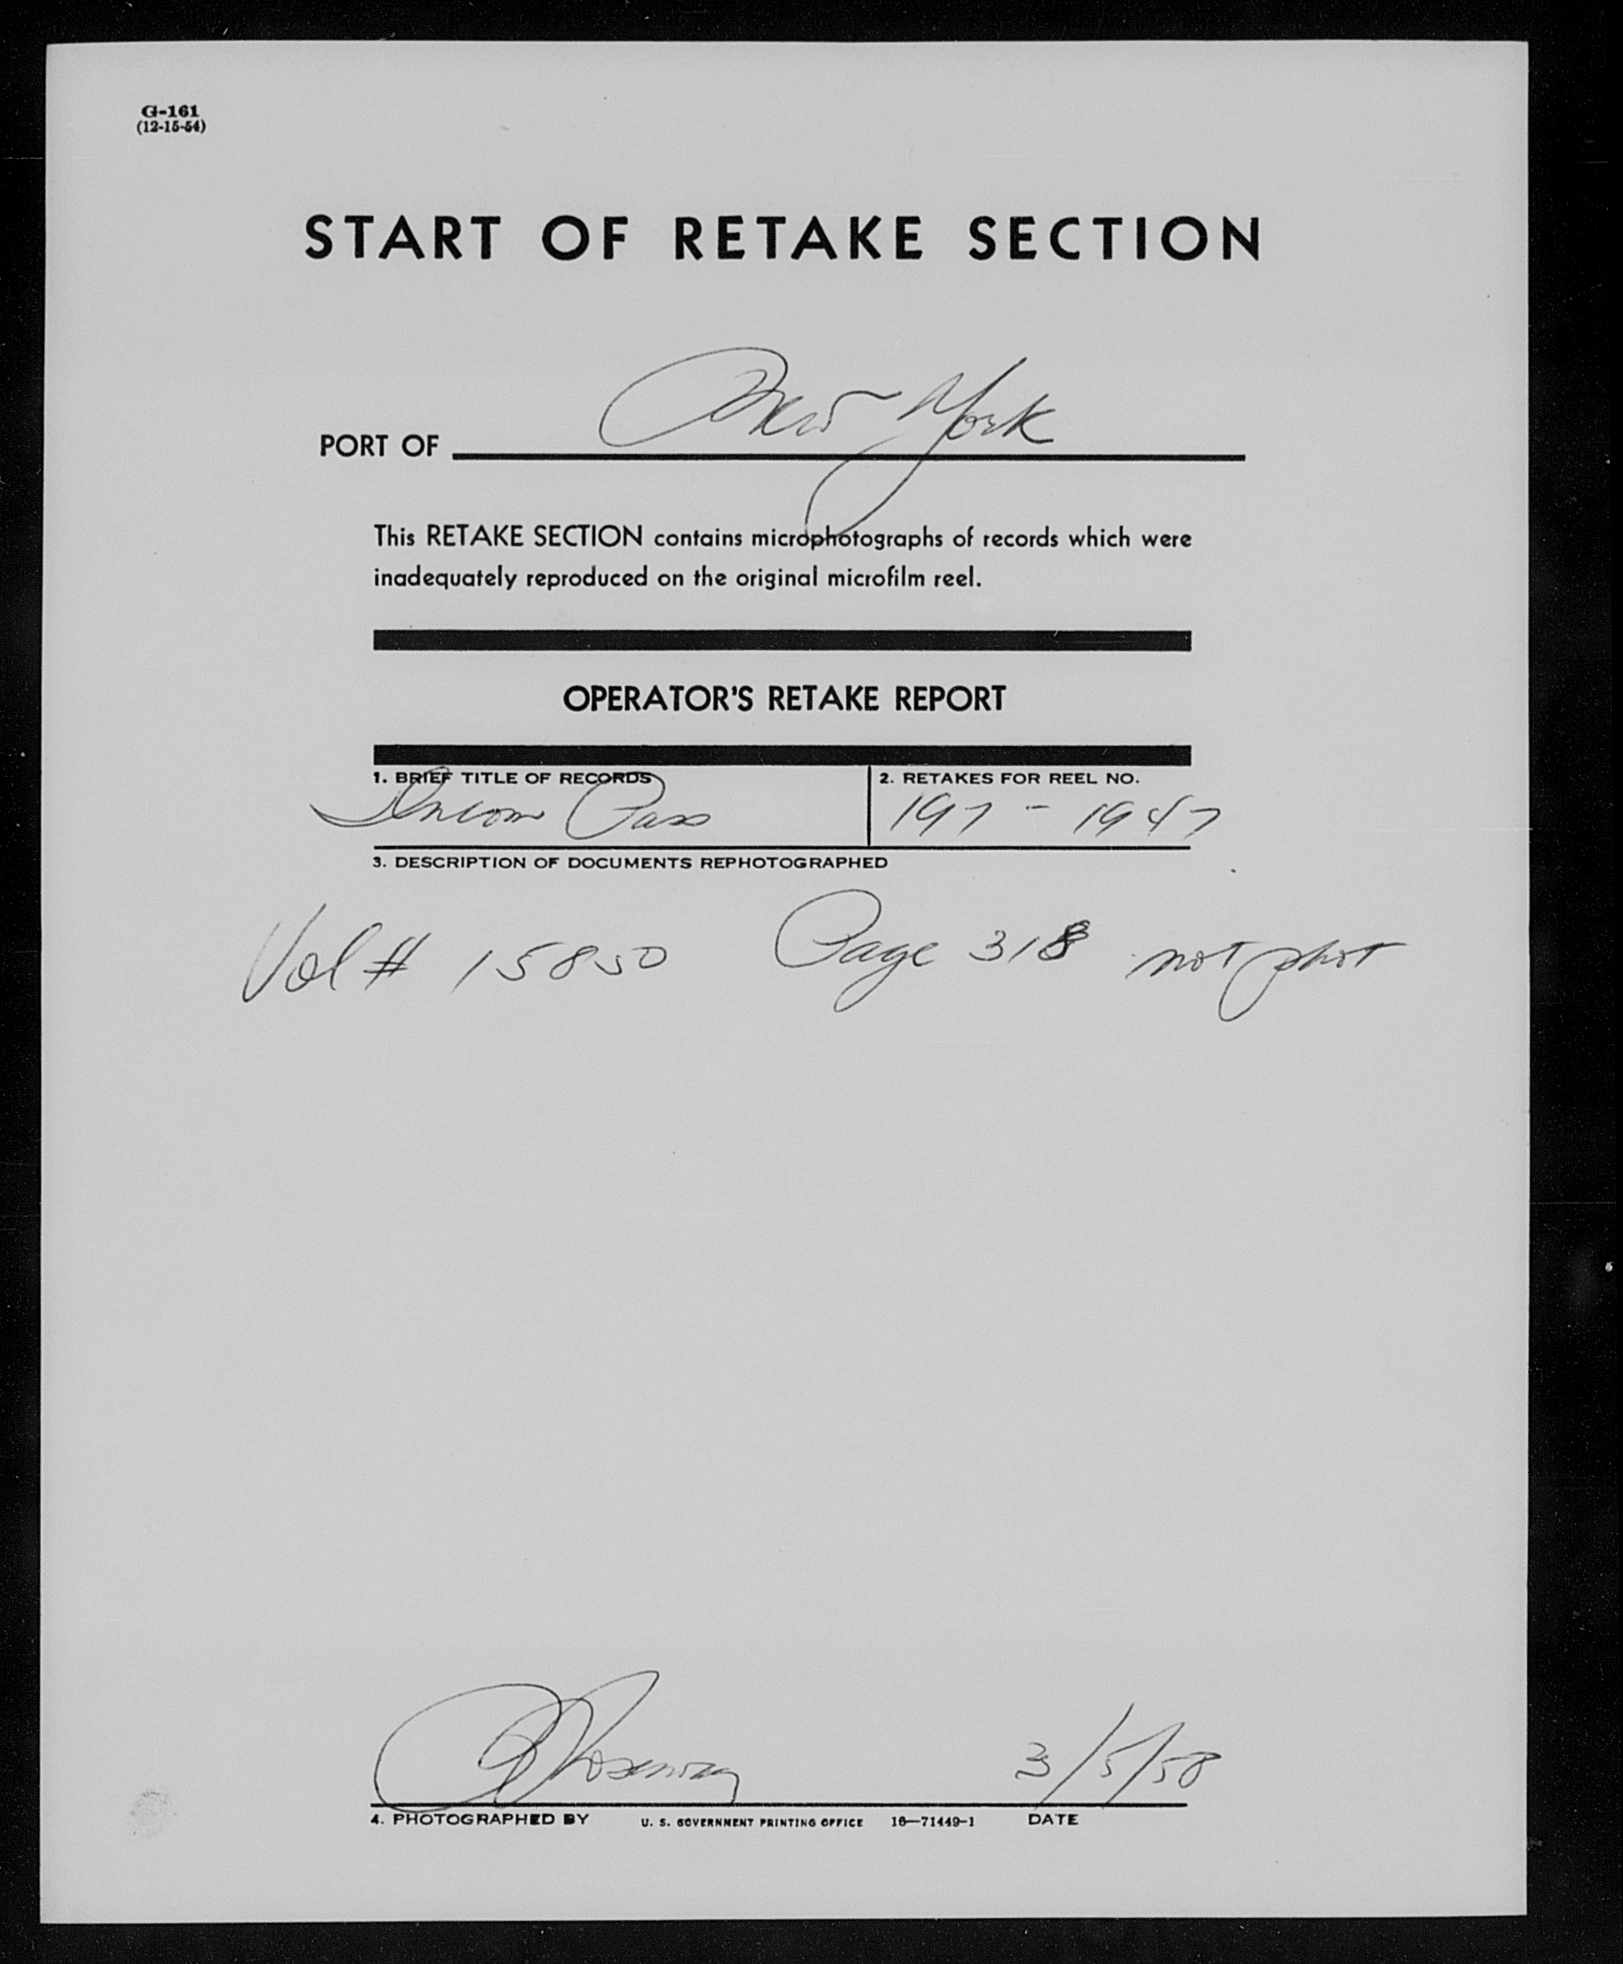 G-161
(12-15-54)
START OF RETAKE SECTION
PORT OF New York
This RETAKE SECTION contains microphotographs of records which were
inadequately reproduced on the original microfilm reel.
OPERATOR'S RETAKE REPORT
1. BRIEF TITLE OF RECORDS
Incom Pass
2. RETAKES FOR REEL NO.
197 - 1947
3. DESCRIPTION OF DOCUMENTS REPHOTOGRAPHED
Vol # 15850 Page 318 not phot
3/5/58
4. PHOTOGRAPHED BY U. S. GOVERNMENT PRINTING OFFICE 16—71449-1 DATE